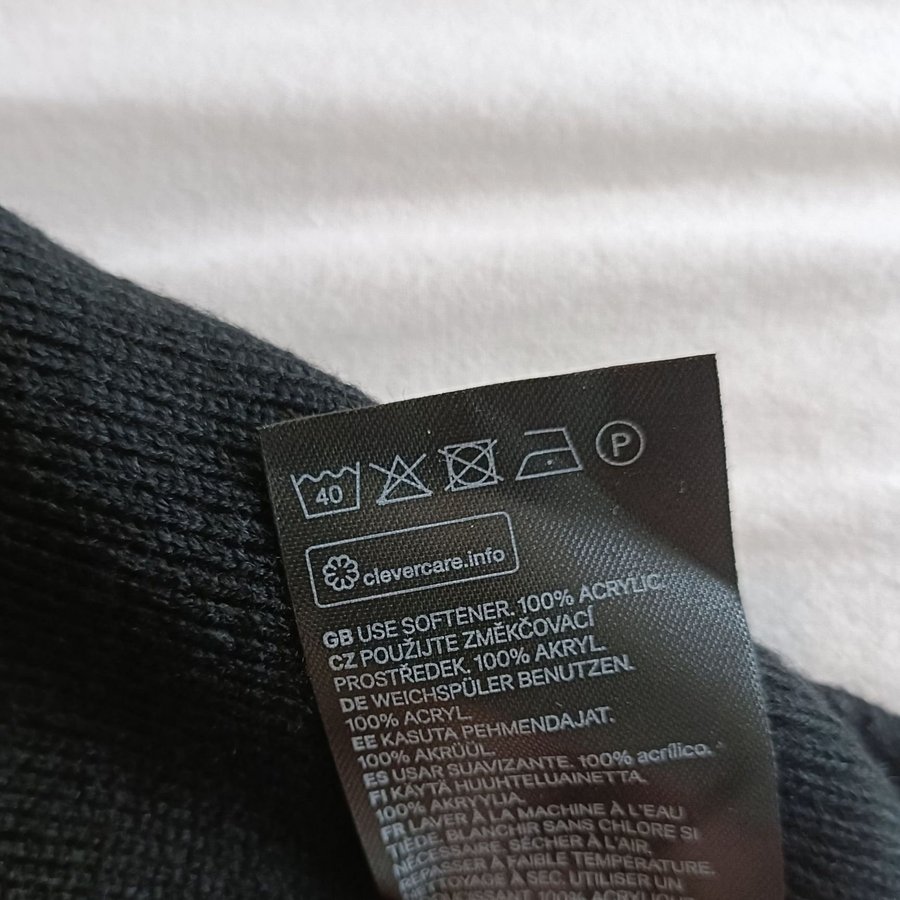 40 P
clevercare.info
GB USE SOFTENER. 100% ACRYLIC.
CZ POUŽIJTE ZMĚKČOVACÍ
PROSTŘEDEK. 100% AKRYL.
DE WEICHSPÜLER BENUTZEN.
100% ACRYL.
EE KASUTA PEHMENDAJAT.
100% AKRÜÜL.
ES USAR SUAVIZANTE. 100% acrílico.
FI KÄYTÄ HUUHTELUAINETTA.
100% AKRYYLIA.
FR LAVER À LA MACHINE À L'EAU
TIÈDE. BLANCHIR SANS CHLORE SI
NÉCESSAIRE. SÉCHER À L'AIR.
REPASSER À FAIBLE TEMPÉRATURE.
NETTOYAGE À SEC. UTILISER UN
100% ACRYLIQUE